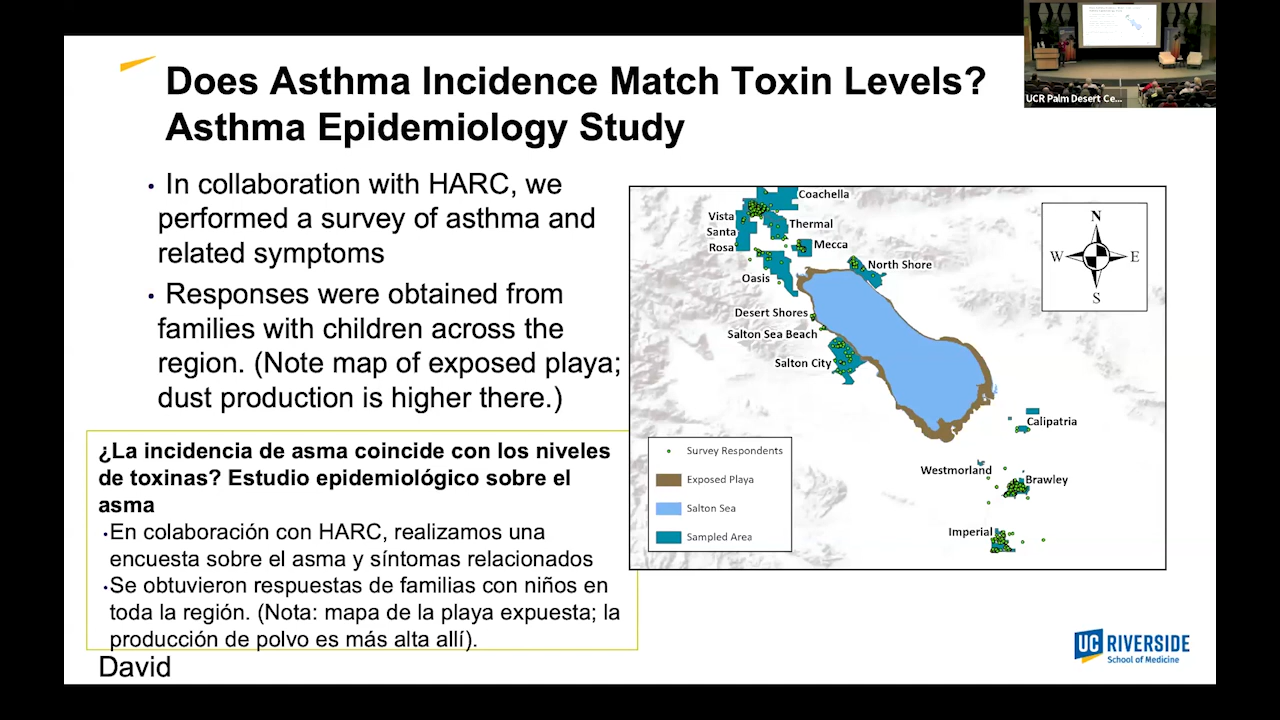 Does Asthma Incidence Match Toxin Levels?
Asthma Epidemiology Study
UCR Palm Desert Ce...
• In collaboration with HARC, we
performed a survey of asthma and
related symptoms
• Responses were obtained from
families with children across the
region. (Note map of exposed playa;
dust production is higher there.)
¿La incidencia de asma coincide con los niveles
de toxinas? Estudio epidemiológico sobre el
asma
•En colaboración con HARC, realizamos una
encuesta sobre el asma y síntomas relacionados
•Se obtuvieron respuestas de familias con niños en
toda la región. (Nota: mapa de la playa expuesta; la
producción de polvo es más alta allí).
David
Coachella
Vista
Santa
Rosa
Thermal
Mecca
North Shore
Oasis
Desert Shores
Salton Sea Beach
Salton City
Calipatria
Westmorland
Brawley
Imperial
N
W E
S
Survey Respondents
Exposed Playa
Salton Sea
Sampled Area
UC RIVERSIDE
School of Medicine